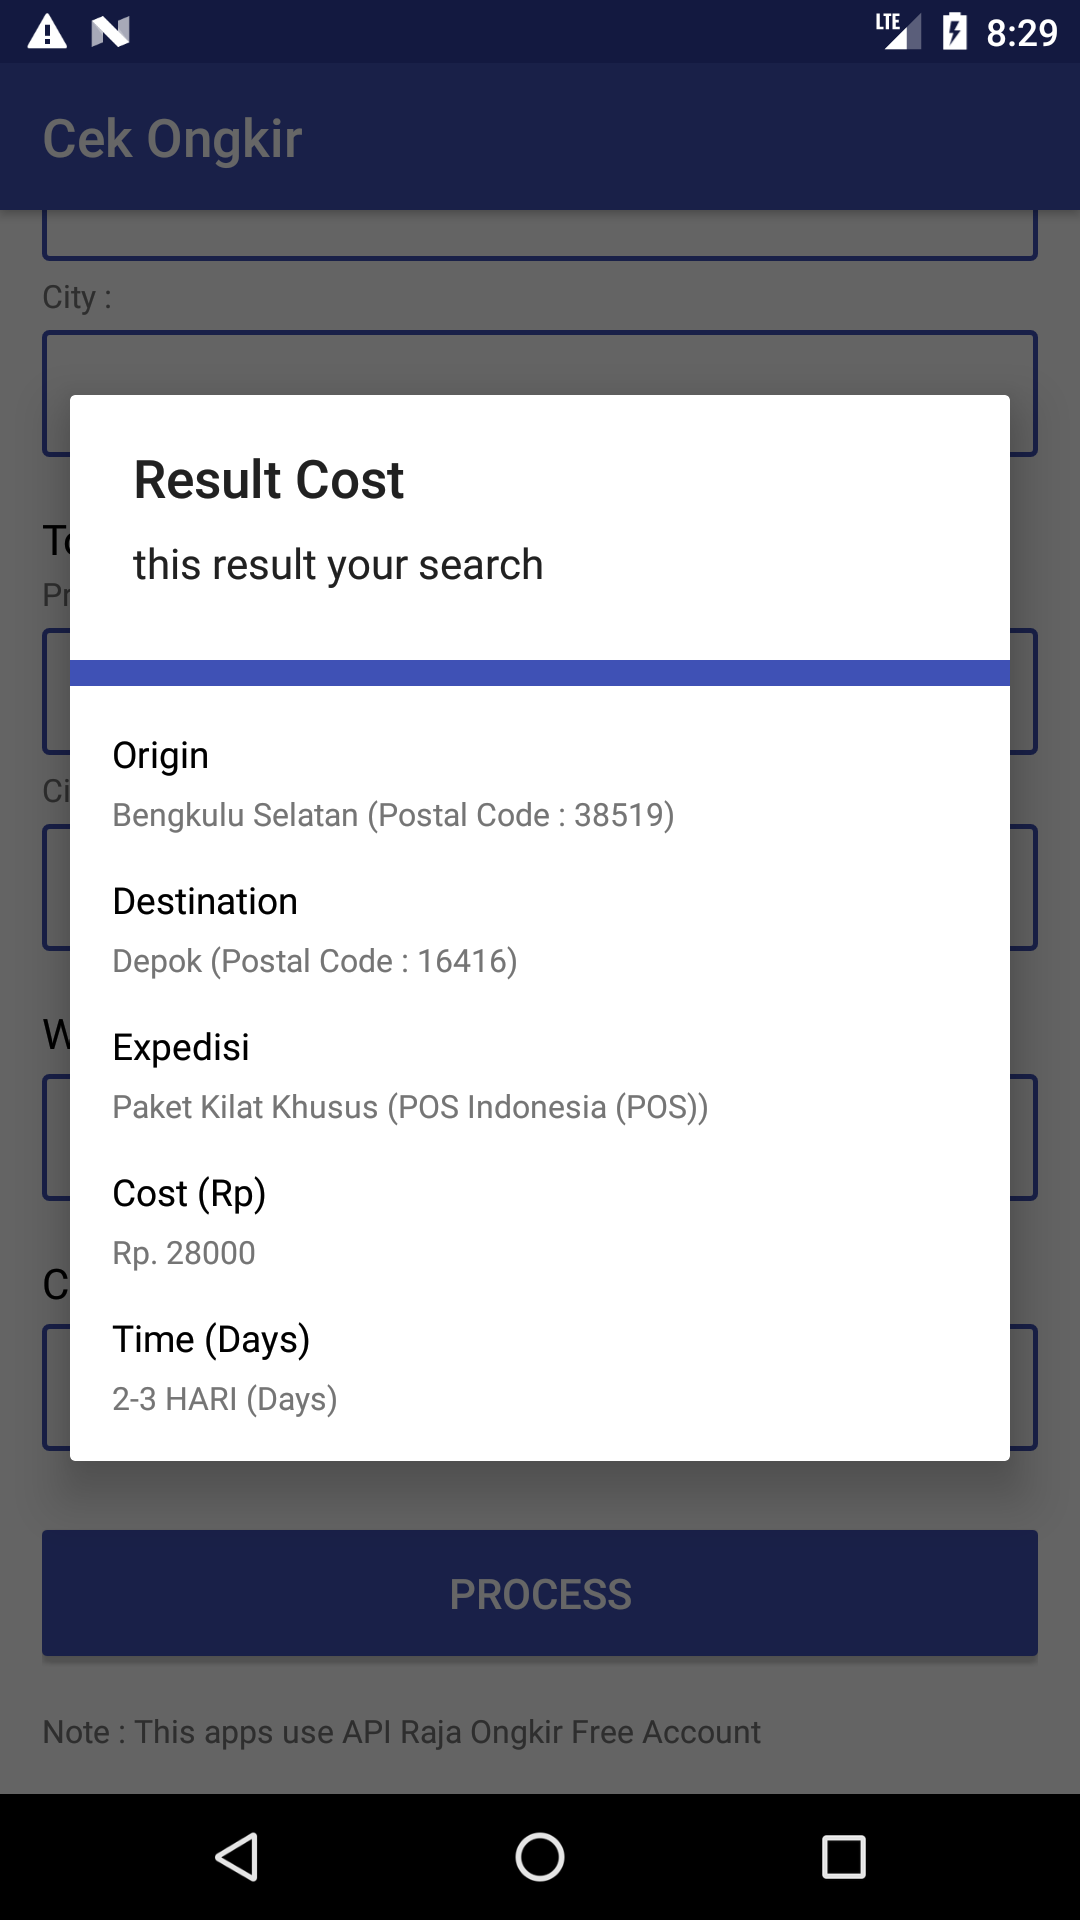 LTE 8:29
Cek Ongkir
City :
Result Cost
this result your search
Origin
Bengkulu Selatan (Postal Code : 38519)
Destination
Depok (Postal Code : 16416)
Expedisi
Paket Kilat Khusus (POS Indonesia (POS))
Cost (Rp)
Rp. 28000
Time (Days)
2-3 HARI (Days)
PROCESS
Note : This apps use API Raja Ongkir Free Account